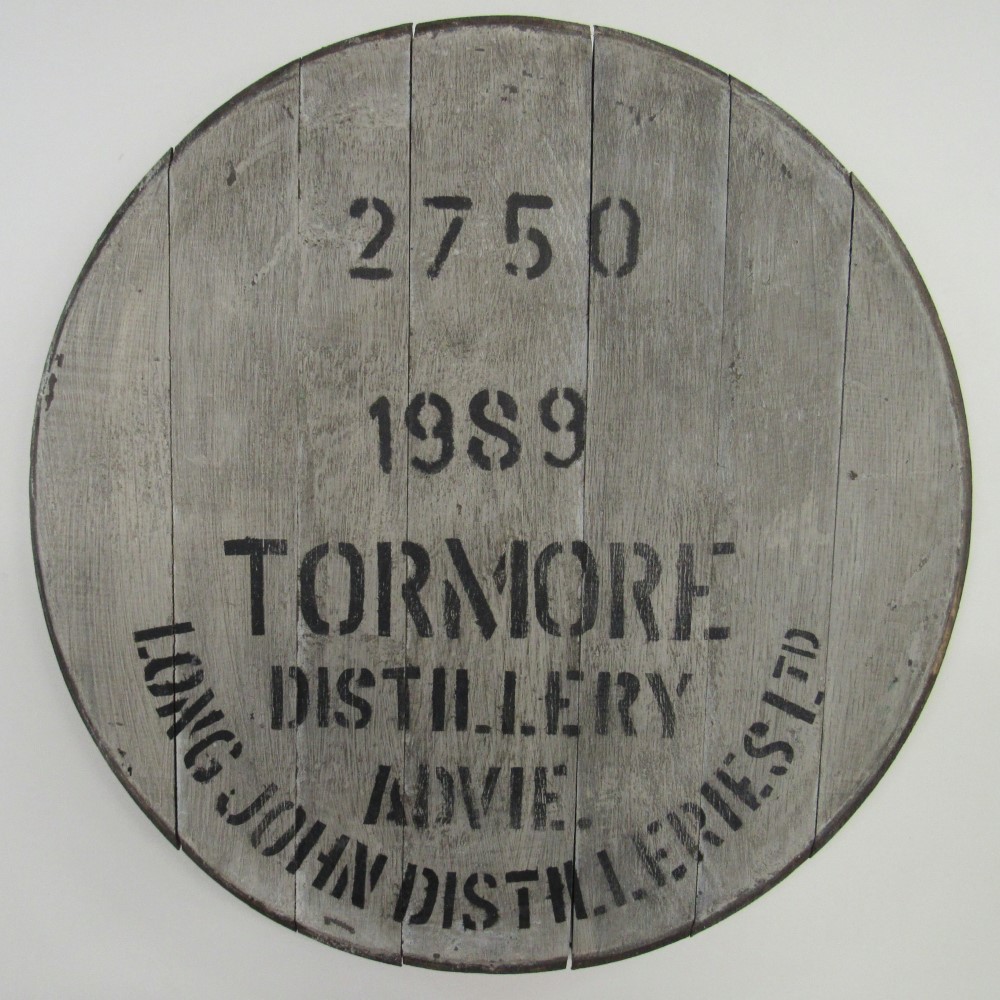 2750
1989
TORMORE
DISTILLERY
ADVIE.
LONG JOHN DISTILLERIES LTD